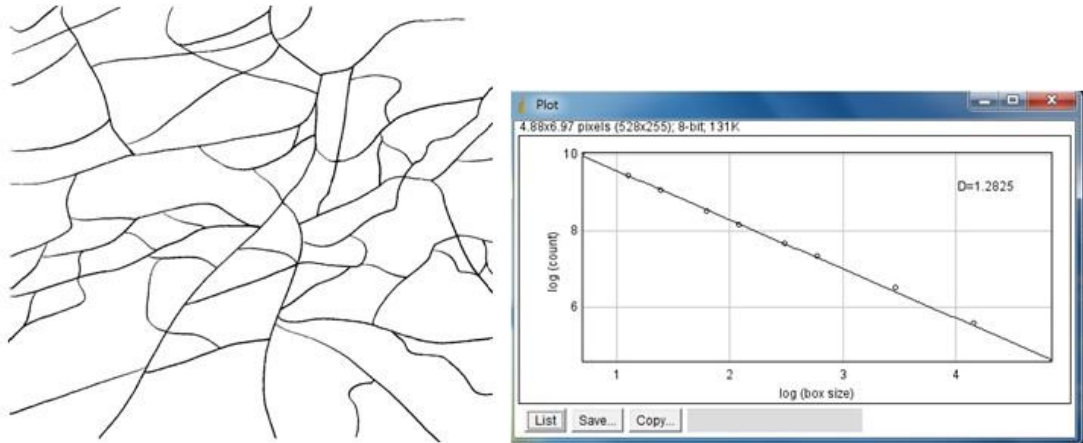 Plot
4.88x6.97 pixels (528x255); 8-bit; 131K
10
8
6
log (count)
D=1.2825
1 2 3 4
log (box size)
List Save... Copy...